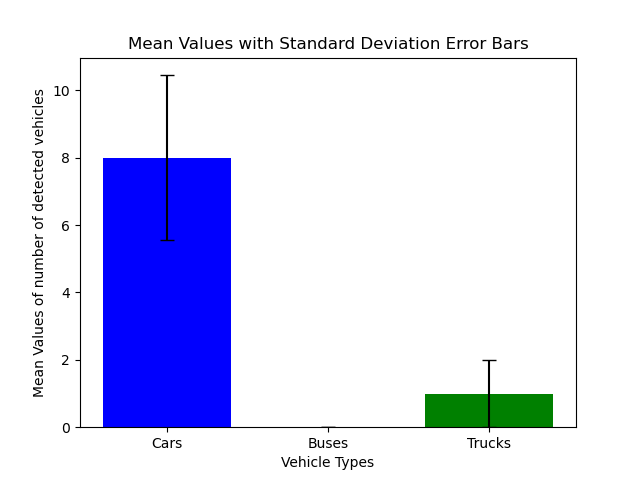 Mean Values with Standard Deviation Error Bars
Mean Values of number of detected vehicles
10
8
6
4
2
0
Cars Buses Trucks
Vehicle Types